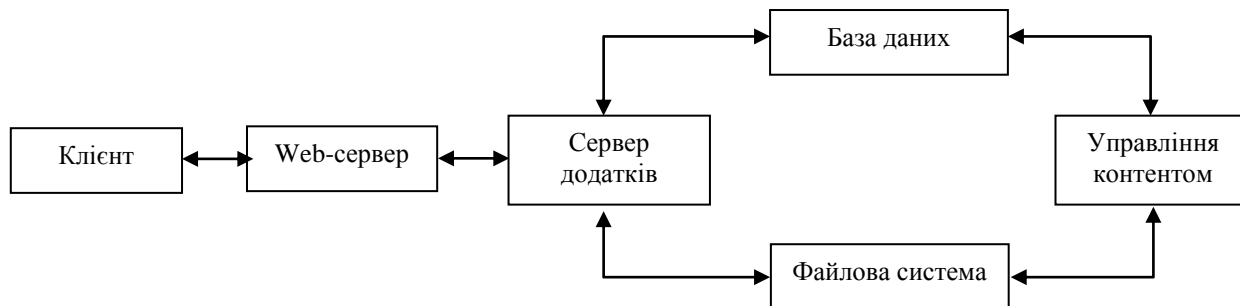 База даних
Клієнт
Web-сервер
Сервер
додатків
Управління
контентом
Файлова система